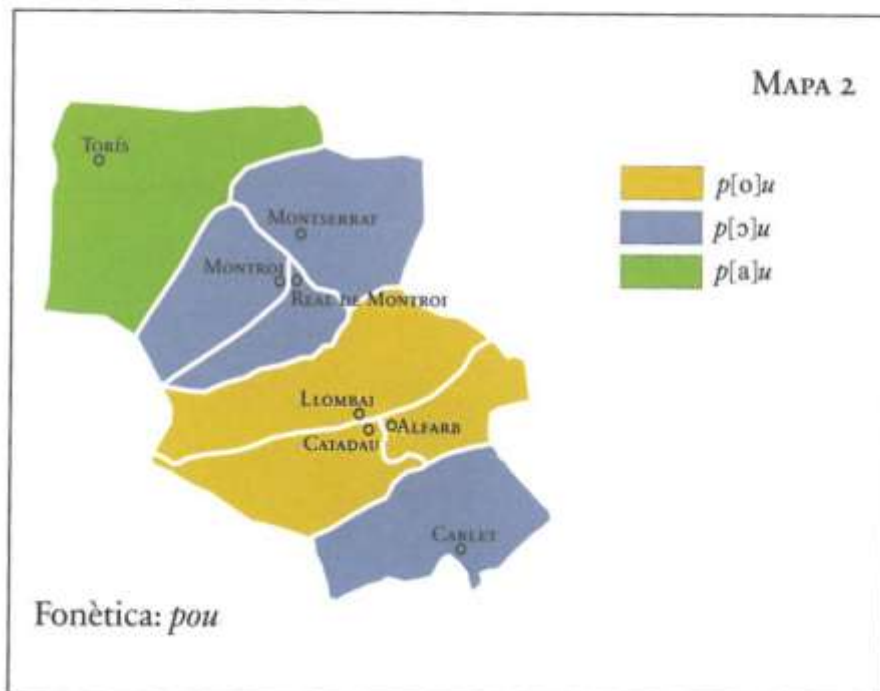 MAPA 2
TORÍS
p[o]u
p[ɔ]u
MONTSERRAT
MONTROI
p[a]u
REAL DE MONTROI
LLOMBAI
ALFARB
CATADAU
CARLET
Fonètica: pou